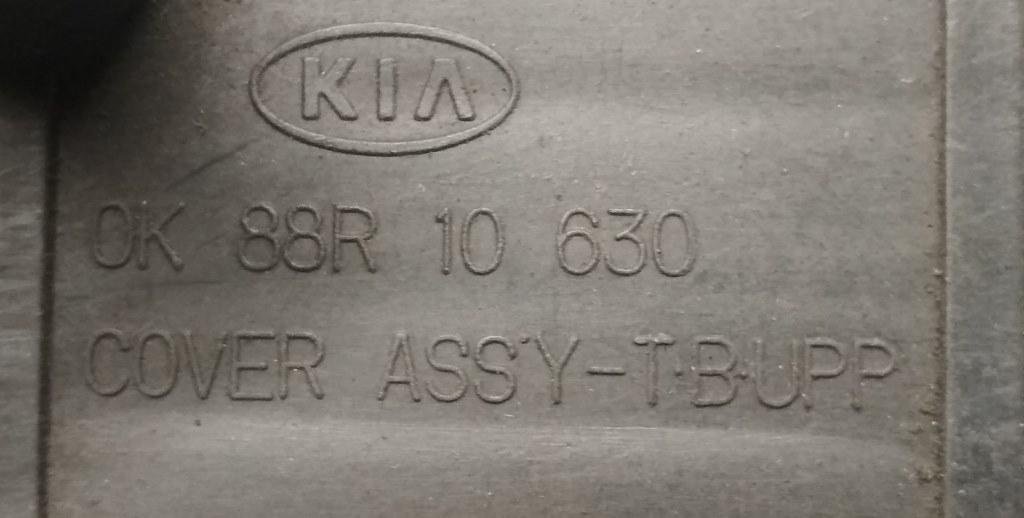 KIA
0K 88R 10 630
COVER ASS'Y-T·B·UPP